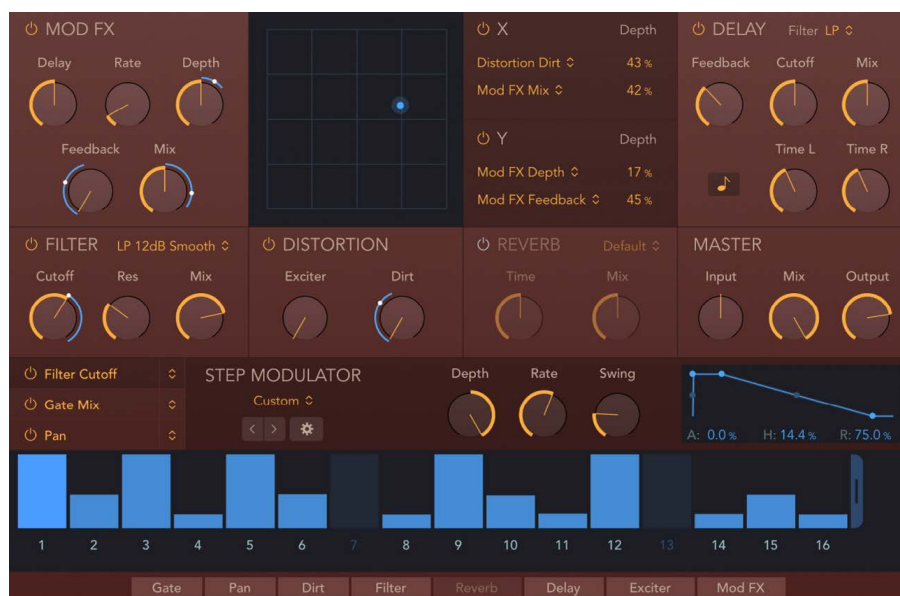 MOD FX
Delay Rate Depth
Feedback Mix
X Depth
Distortion Dirt 43 %
Mod FX Mix 42 %
Y Depth
Mod FX Depth 17 %
Mod FX Feedback 45 %
DELAY Filter LP
Feedback Cutoff Mix
Time L Time R
FILTER LP 12dB Smooth
Cutoff Res Mix
DISTORTION
Exciter Dirt
REVERB Default
Time Mix
MASTER
Input Mix Output
Filter Cutoff
Gate Mix
Pan
STEP MODULATOR
Custom
Depth Rate Swing
A: 0.0 % H: 14.4 % R: 75.0 %
1 2 3 4 5 6 7 8 9 10 11 12 13 14 15 16
Gate Pan Dirt Filter Reverb Delay Exciter Mod FX